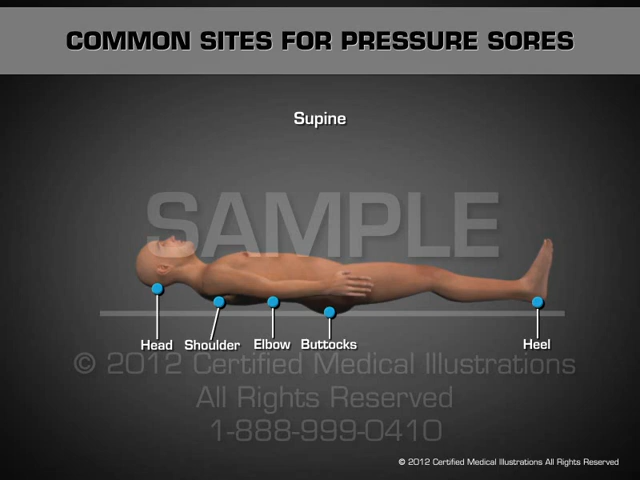 COMMON SITES FOR PRESSURE SORES
Supine
SAMPLE
Head Shoulder Elbow Buttocks Heel
© 2012 Certified Medical Illustrations
All Rights Reserved
1-888-999-0410
© 2012 Certified Medical Illustrations All Rights Reserved